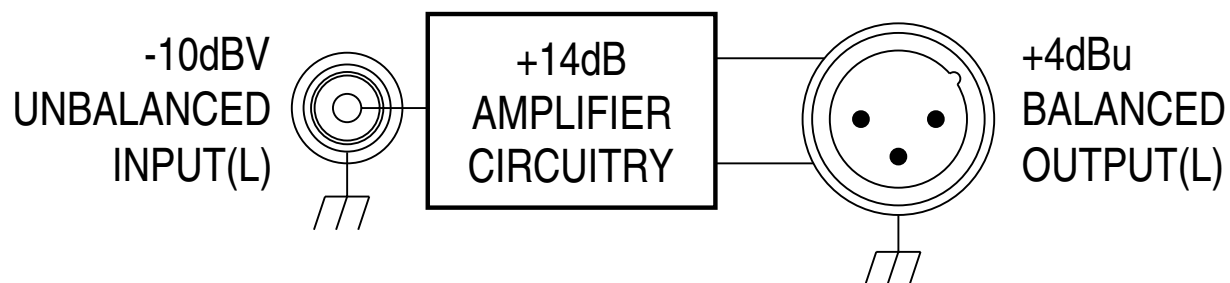 -10dBV
UNBALANCED
INPUT(L)
+14dB
AMPLIFIER
CIRCUITRY
+4dBu
BALANCED
OUTPUT(L)